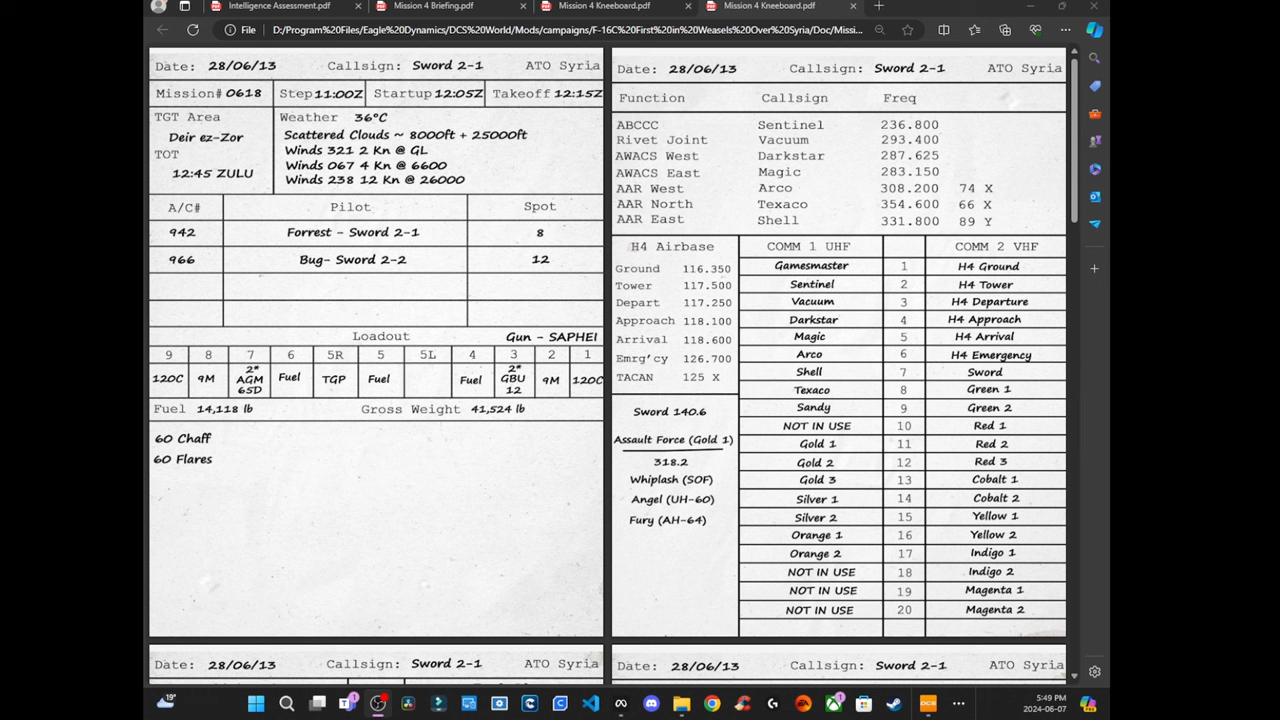 Intelligence Assessment.pdf
Mission 4 Briefing.pdf
Mission 4 Kneeboard.pdf
Mission 4 Kneeboard.pdf
File D:/Program%20Files/Eagle%20Dynamics/DCS%20World/Mods/campaigns/F-16C%20First%20in%20Weasels%20Over%20Syria/Doc/Missi...
Date: 28/06/13 Callsign: Sword 2-1 ATO Syria
Mission# 0618 Step 11:00Z Startup 12:05Z Takeoff 12:15Z
TGT Area
Deir ez-Zor
TOT
12:45 ZULU
Weather 36°C
Scattered Clouds ~ 8000ft + 25000ft
Winds 321 2 Kn @ GL
Winds 067 4 Kn @ 6600
Winds 238 12 Kn @ 26000
A/C# Pilot Spot
942 Forrest - Sword 2-1 8
966 Bug- Sword 2-2 12
Loadout Gun - SAPHEI
9 8 7 6 5R 5 5L 4 3 2 1
120C 9M 2* AGM 65D Fuel TGP Fuel Fuel 2* GBU 12 9M 120C
Fuel 14,118 lb Gross Weight 41,524 lb
60 Chaff
60 Flares
Date: 28/06/13 Callsign: Sword 2-1 ATO Syria
Function Callsign Freq
ABCCC Sentinel 236.800
Rivet Joint Vacuum 293.400
AWACS West Darkstar 287.625
AWACS East Magic 283.150
AAR West Arco 308.200 74 X
AAR North Texaco 354.600 66 X
AAR East Shell 331.800 89 Y
H4 Airbase
Ground 116.350
Tower 117.500
Depart 117.250
Approach 118.100
Arrival 118.600
Emrg'cy 126.700
TACAN 125 X
Sword 140.6
Assault Force (Gold 1)
318.2
Whiplash (SOF)
Angel (UH-60)
Fury (AH-64)
COMM 1 UHF COMM 2 VHF
Gamesmaster 1 H4 Ground
Sentinel 2 H4 Tower
Vacuum 3 H4 Departure
Darkstar 4 H4 Approach
Magic 5 H4 Arrival
Arco 6 H4 Emergency
Shell 7 Sword
Texaco 8 Green 1
Sandy 9 Green 2
NOT IN USE 10 Red 1
Gold 1 11 Red 2
Gold 2 12 Red 3
Gold 3 13 Cobalt 1
Silver 1 14 Cobalt 2
Silver 2 15 Yellow 1
Orange 1 16 Yellow 2
Orange 2 17 Indigo 1
NOT IN USE 18 Indigo 2
NOT IN USE 19 Magenta 1
NOT IN USE 20 Magenta 2
Date: 28/06/13 Callsign: Sword 2-1 ATO Syria
Date: 28/06/13 Callsign: Sword 2-1 ATO Syria
19°
5:49 PM
2024-06-07